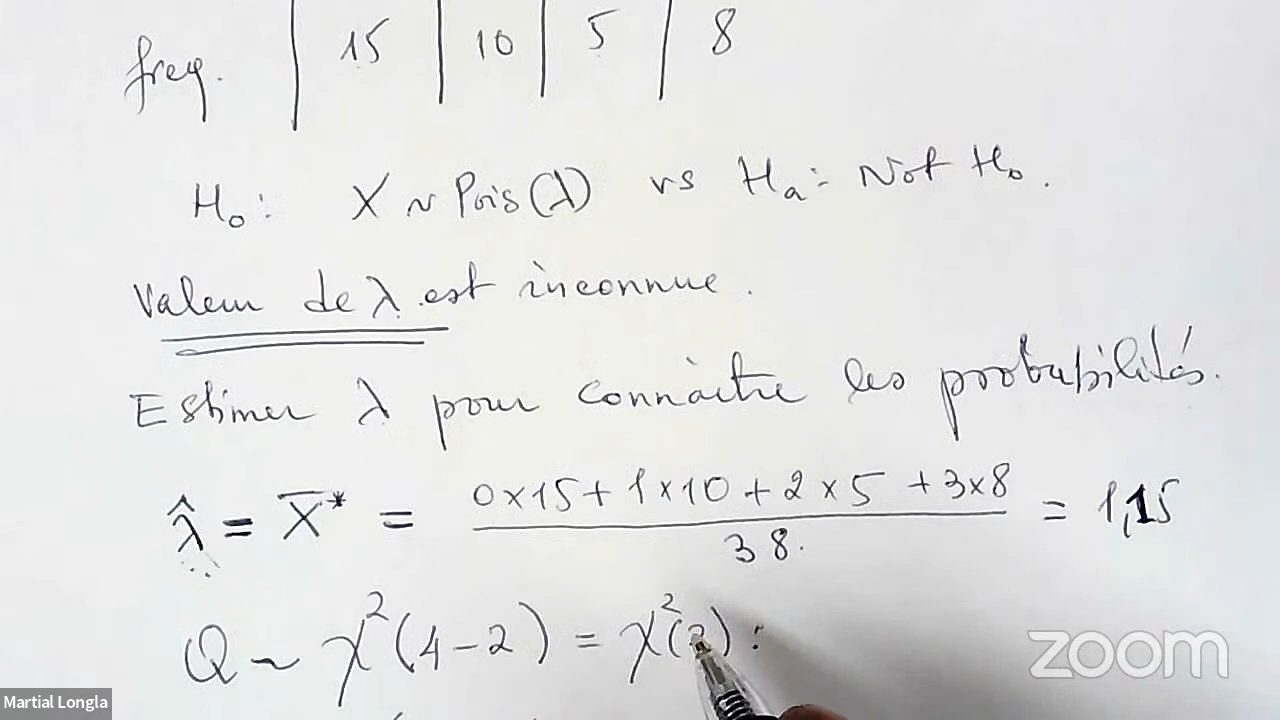 freq. | 15 | 10 | 5 | 8
H₀ : X ~ Pois(λ) vs Hₐ : Not H₀.
Valeur de λ est inconnue.
Estimer λ pour connaître les probabilités.
λ̂ = X̄* = (0×15 + 1×10 + 2×5 + 3×8) / 38. = 1,15
Q ~ χ²(4-2) = χ²(2) :
zoom
Martial Longla